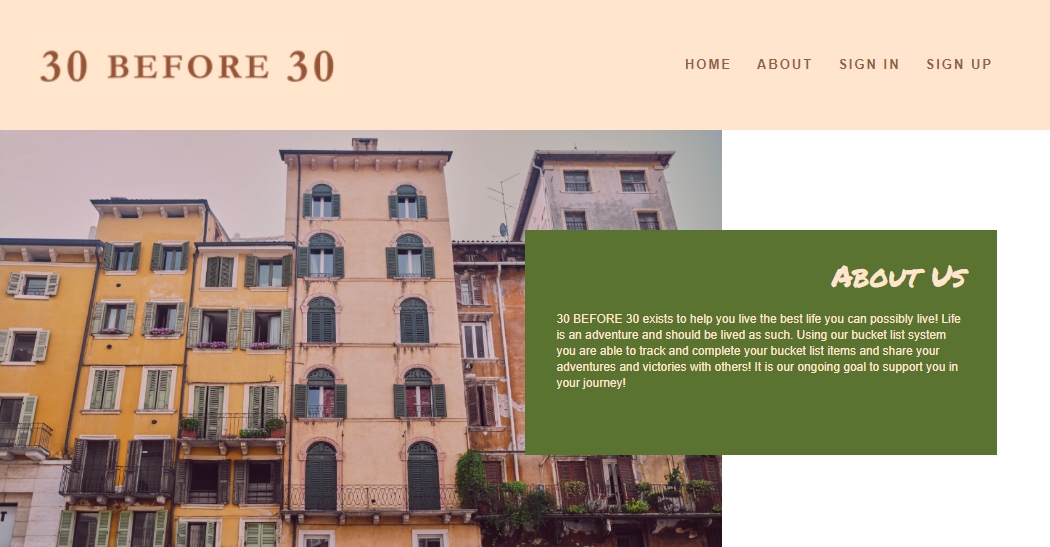 30 BEFORE 30
HOME ABOUT SIGN IN SIGN UP
About Us
30 BEFORE 30 exists to help you live the best life you can possibly live! Life
is an adventure and should be lived as such. Using our bucket list system
you are able to track and complete your bucket list items and share your
adventures and victories with others! It is our ongoing goal to support you in
your journey!
T